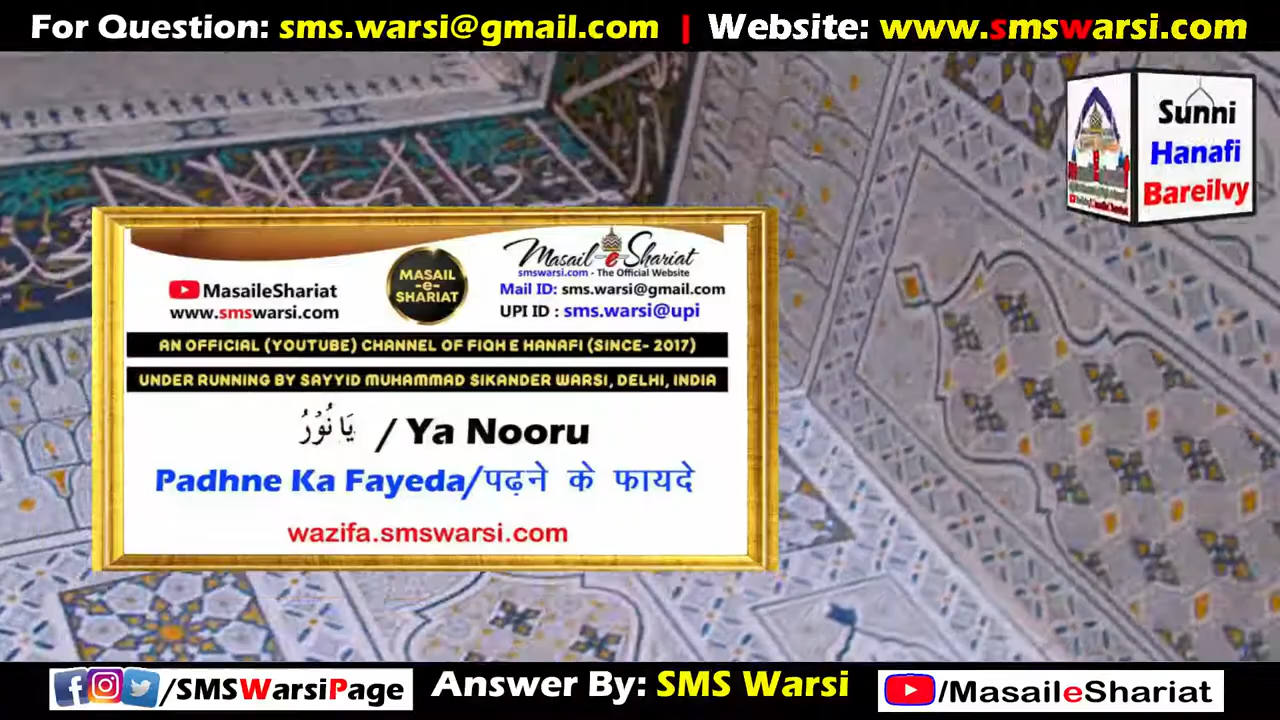 For Question: sms.warsi@gmail.com | Website: www.smswarsi.com
Sunni
Hanafi
Bareilvy
MasaileShariat
www.smswarsi.com
MASAIL
-e-
SHARIAT
Masail e Shariat
smswarsi.com - The Official Website
Mail ID: sms.warsi@gmail.com
UPI ID : sms.warsi@upi
AN OFFICIAL (YOUTUBE) CHANNEL OF FIQH E HANAFI (SINCE- 2017)
UNDER RUNNING BY SAYYID MUHAMMAD SIKANDER WARSI, DELHI, INDIA
يَا نُوْرُ / Ya Nooru
Padhne Ka Fayeda/पढ़ने के फायदे
wazifa.smswarsi.com
/SMSWarsiPage
Answer By: SMS Warsi
/MasaileShariat